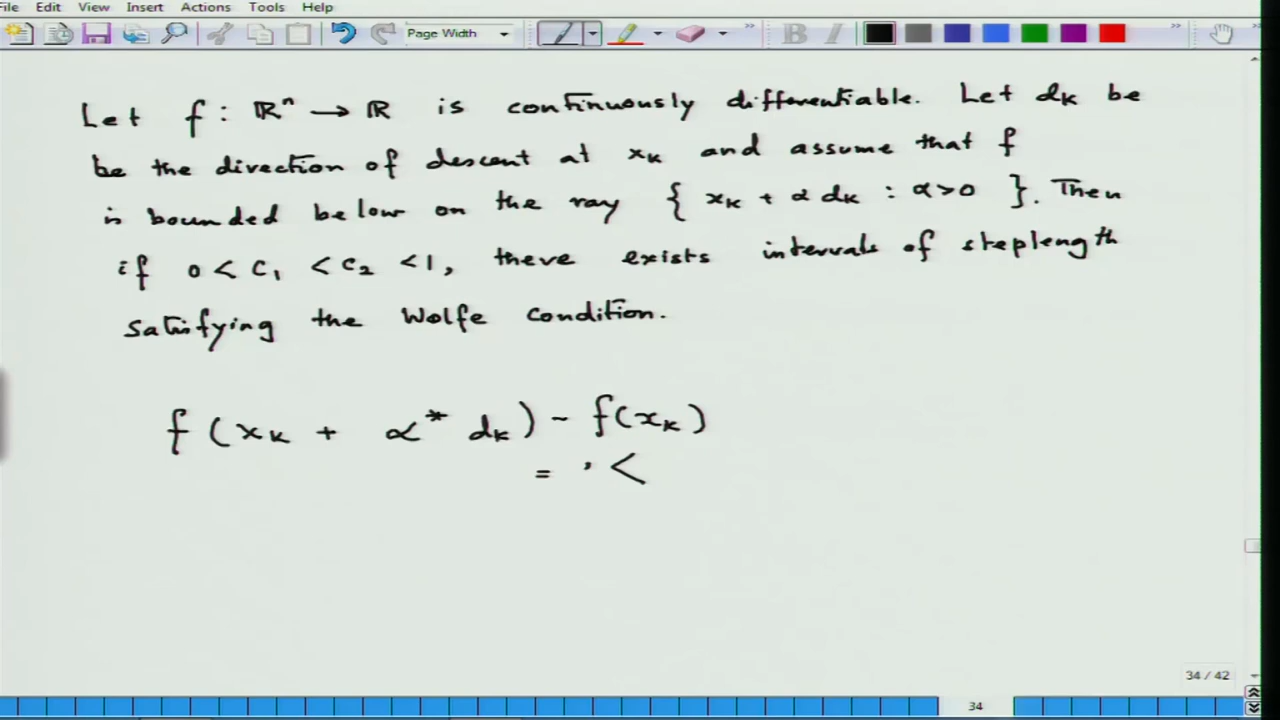 File Edit View Insert Actions Tools Help
Page Width
Let f : ℝⁿ → ℝ is continuously differentiable. Let dₖ be
be the direction of descent at xₖ and assume that f
is bounded below on the ray { xₖ + α dₖ : α>0 }. Then
if 0 < C₁ < C₂ < 1, there exists intervals of steplength
satisfying the Wolfe Condition.
f (xₖ + α* dₖ) - f(xₖ)
= <
34 / 42
34